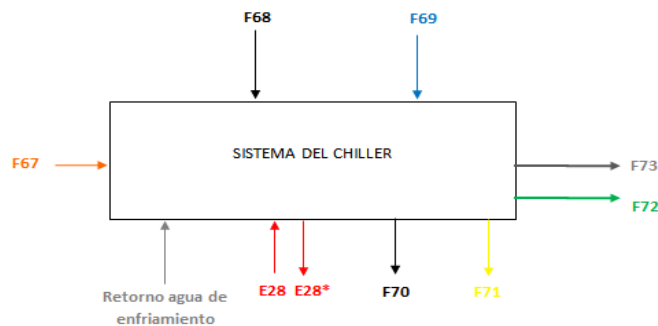 F68
F69
SISTEMA DEL CHILLER
F67
F73
F72
Retorno agua de
enfriamiento
E28
E28*
F70
F71